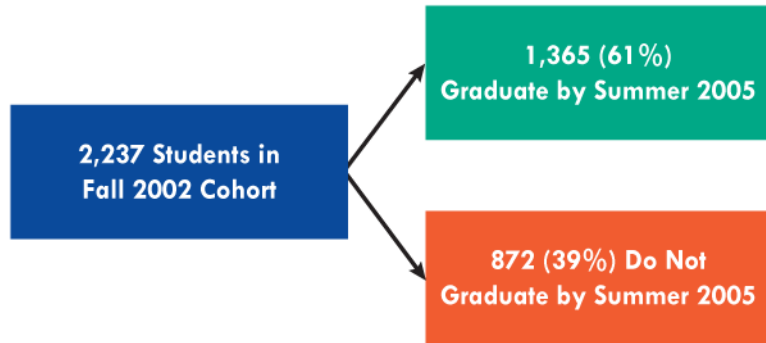 2,237 Students in
Fall 2002 Cohort
1,365 (61%)
Graduate by Summer 2005
872 (39%) Do Not
Graduate by Summer 2005